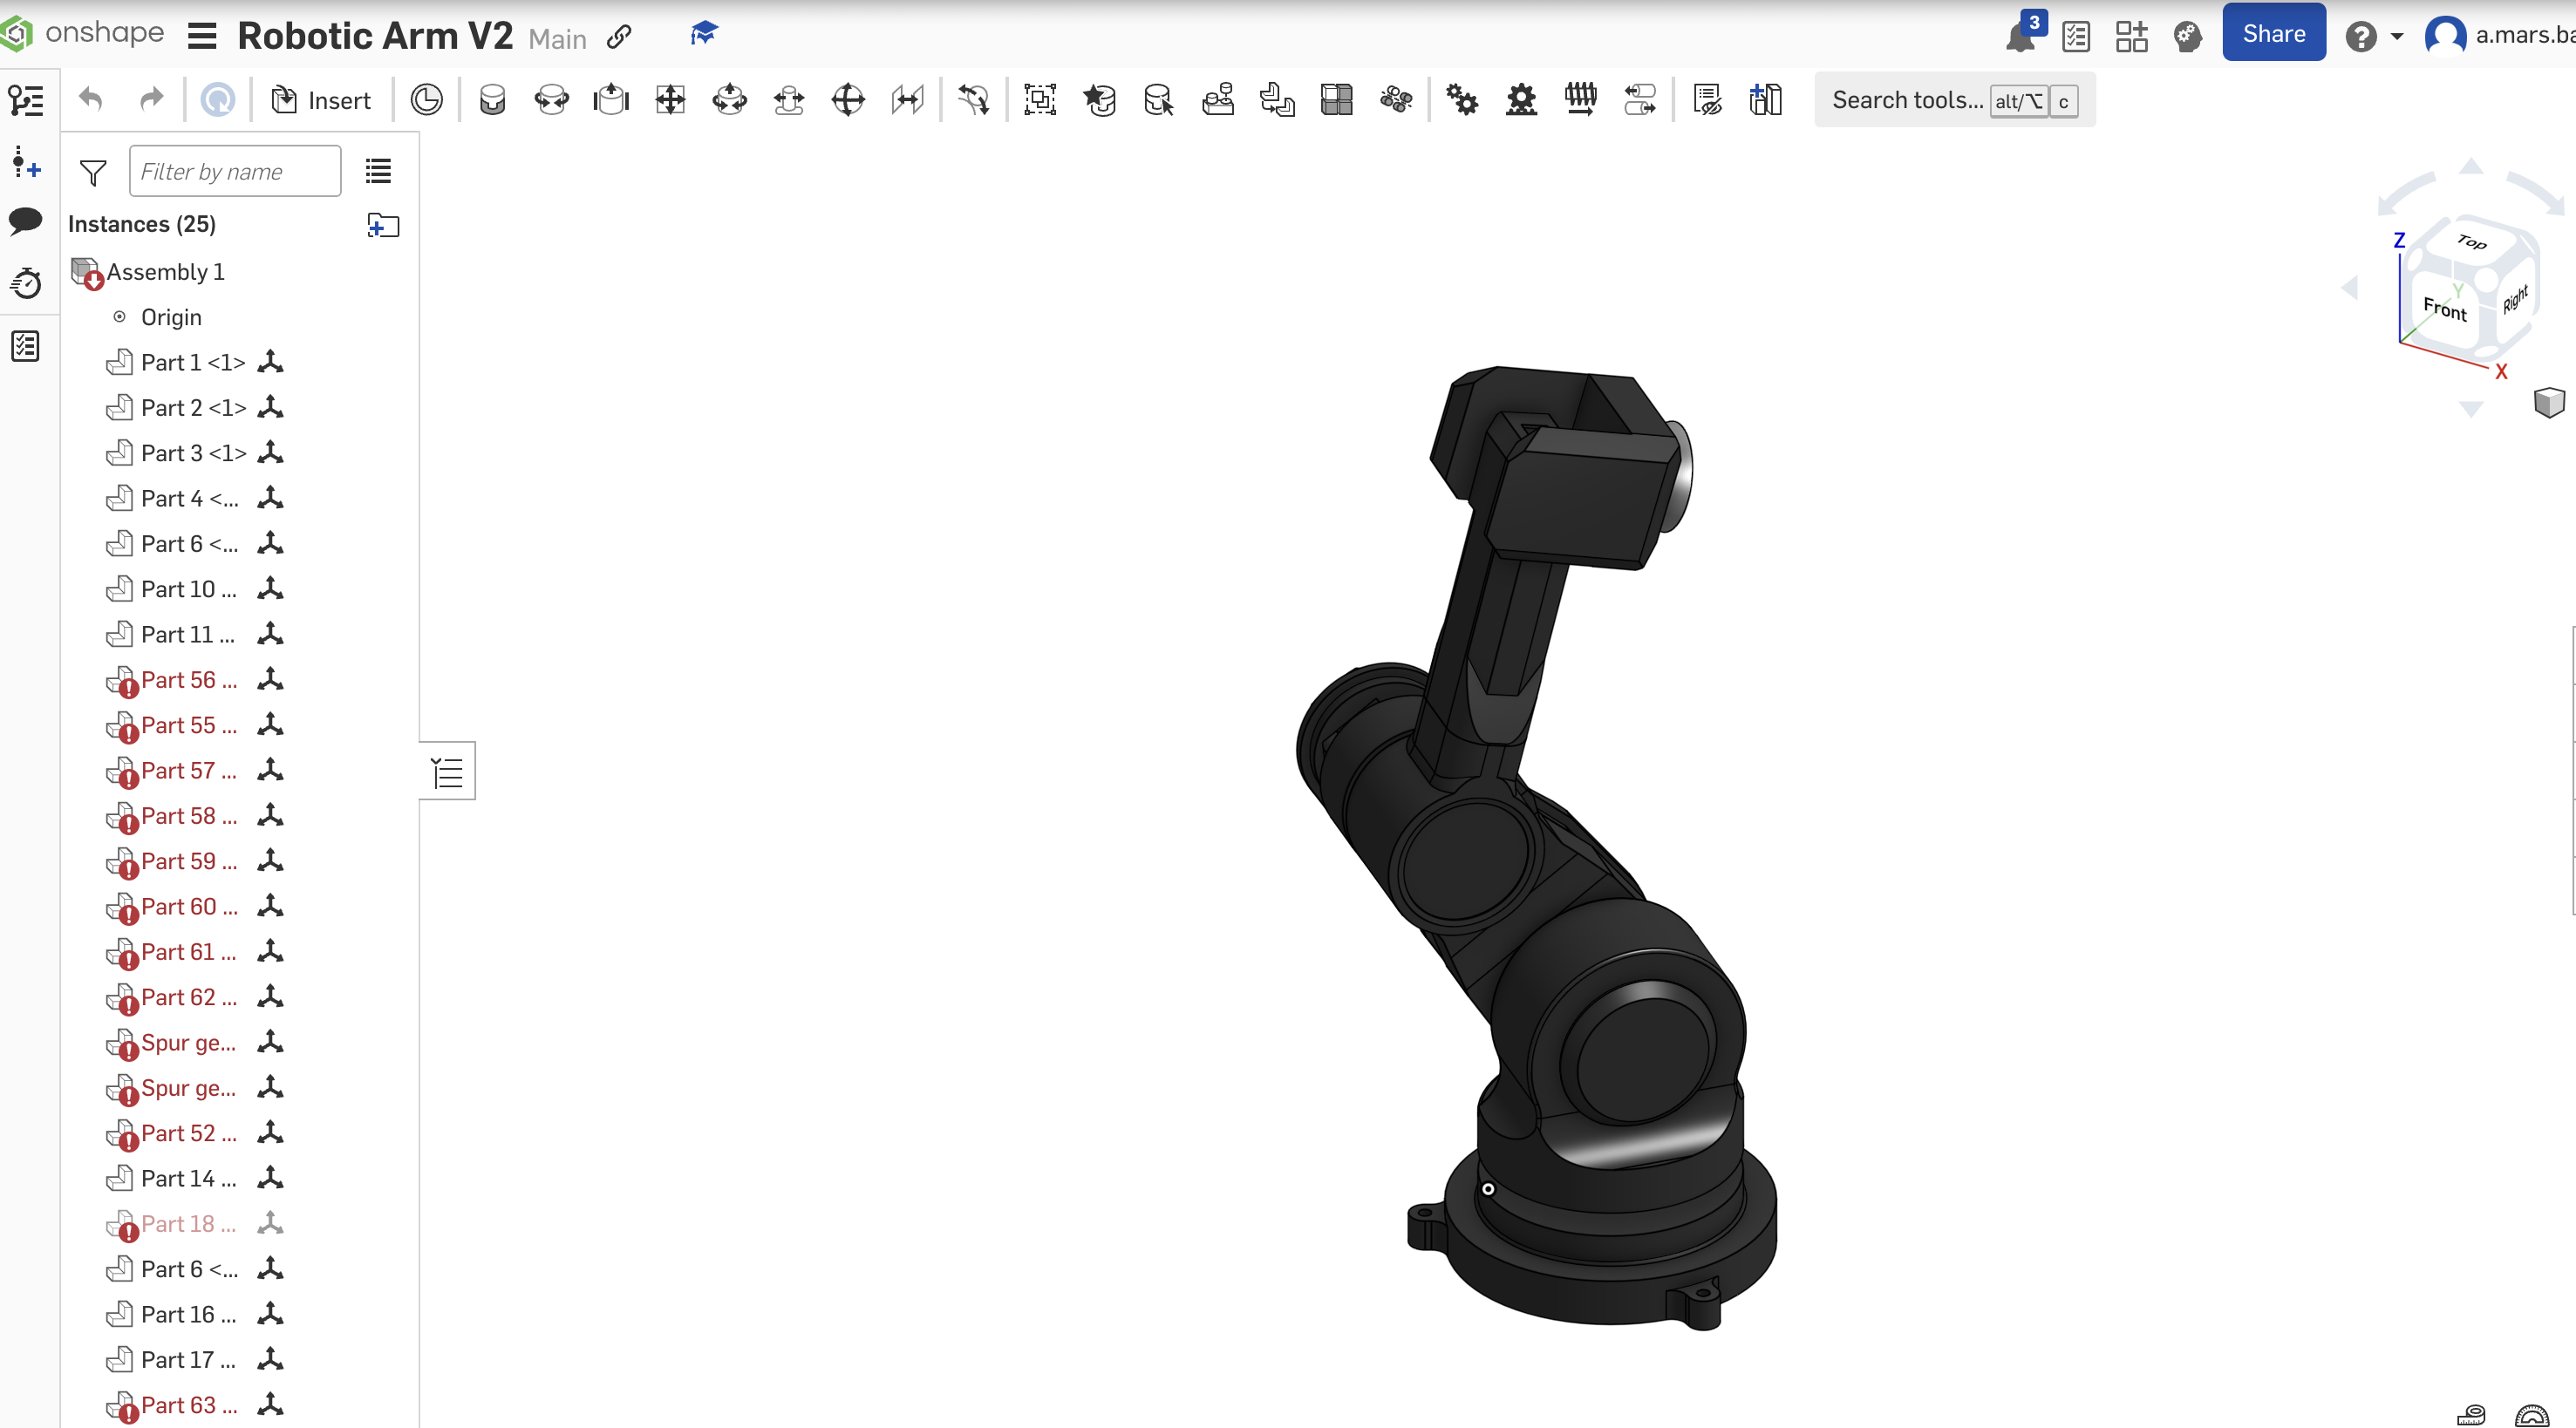 onshape Robotic Arm V2 Main 3 Share a.mars.ba
Insert Search tools... alt/⌥ c
Filter by name
Instances (25)
Assembly 1
Origin
Part 1 <1>
Part 2 <1>
Part 3 <1>
Part 4 <...
Part 6 <...
Part 10 ...
Part 11 ...
Part 56 ...
Part 55 ...
Part 57 ...
Part 58 ...
Part 59 ...
Part 60 ...
Part 61 ...
Part 62 ...
Spur ge...
Spur ge...
Part 52 ...
Part 14 ...
Part 18 ...
Part 6 <...
Part 16 ...
Part 17 ...
Part 63 ...
Z
Top
Y
Front
Right
X